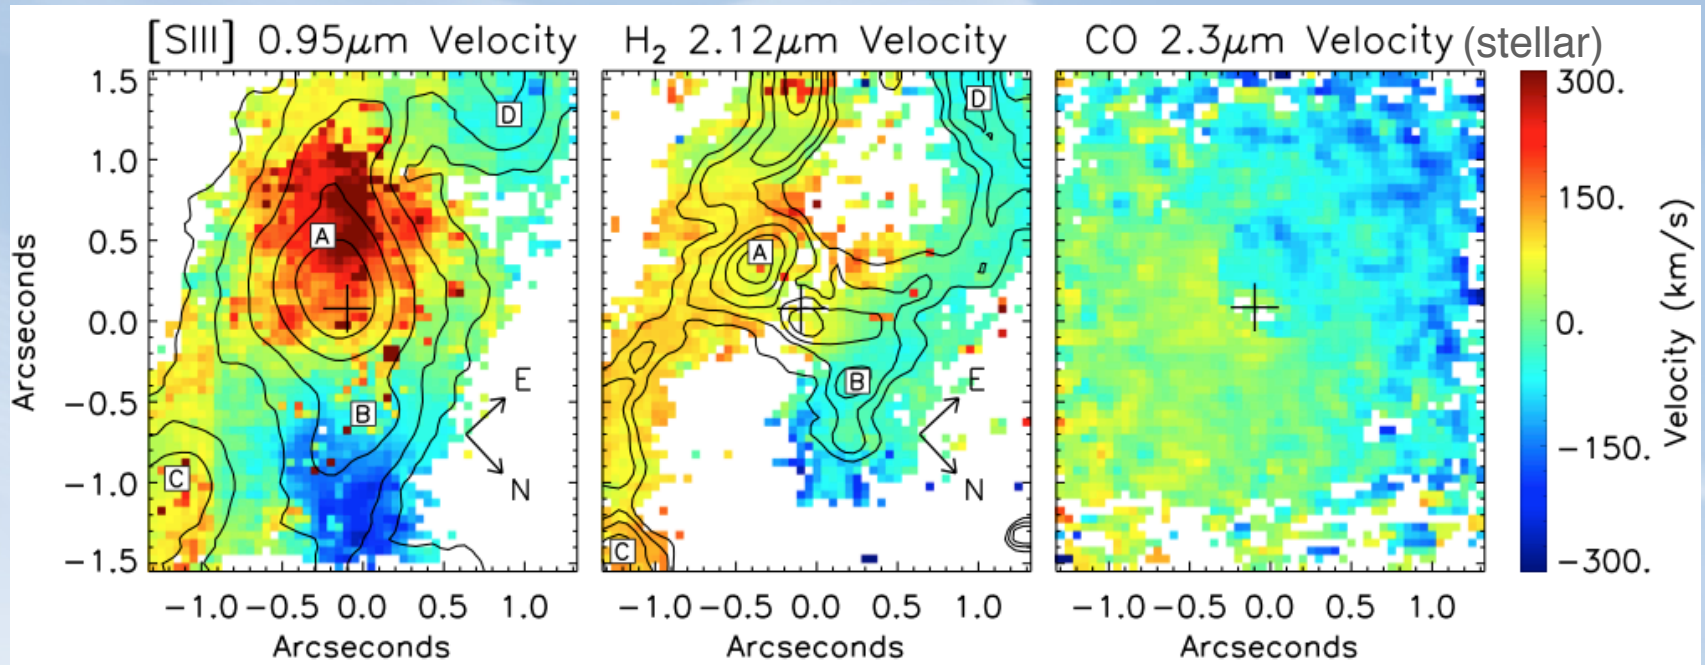 [SIII] 0.95μm Velocity
H₂ 2.12μm Velocity
CO 2.3μm Velocity (stellar)
1.5
1.0
0.5
0.0
−0.5
−1.0
−1.5
Arcseconds
A
B
C
D
E
N
−1.0 −0.5 0.0 0.5 1.0
Arcseconds
A
B
C
D
E
N
−1.0 −0.5 0.0 0.5 1.0
Arcseconds
−1.0 −0.5 0.0 0.5 1.0
Arcseconds
300.
150.
0.
−150.
−300.
Velocity (km/s)